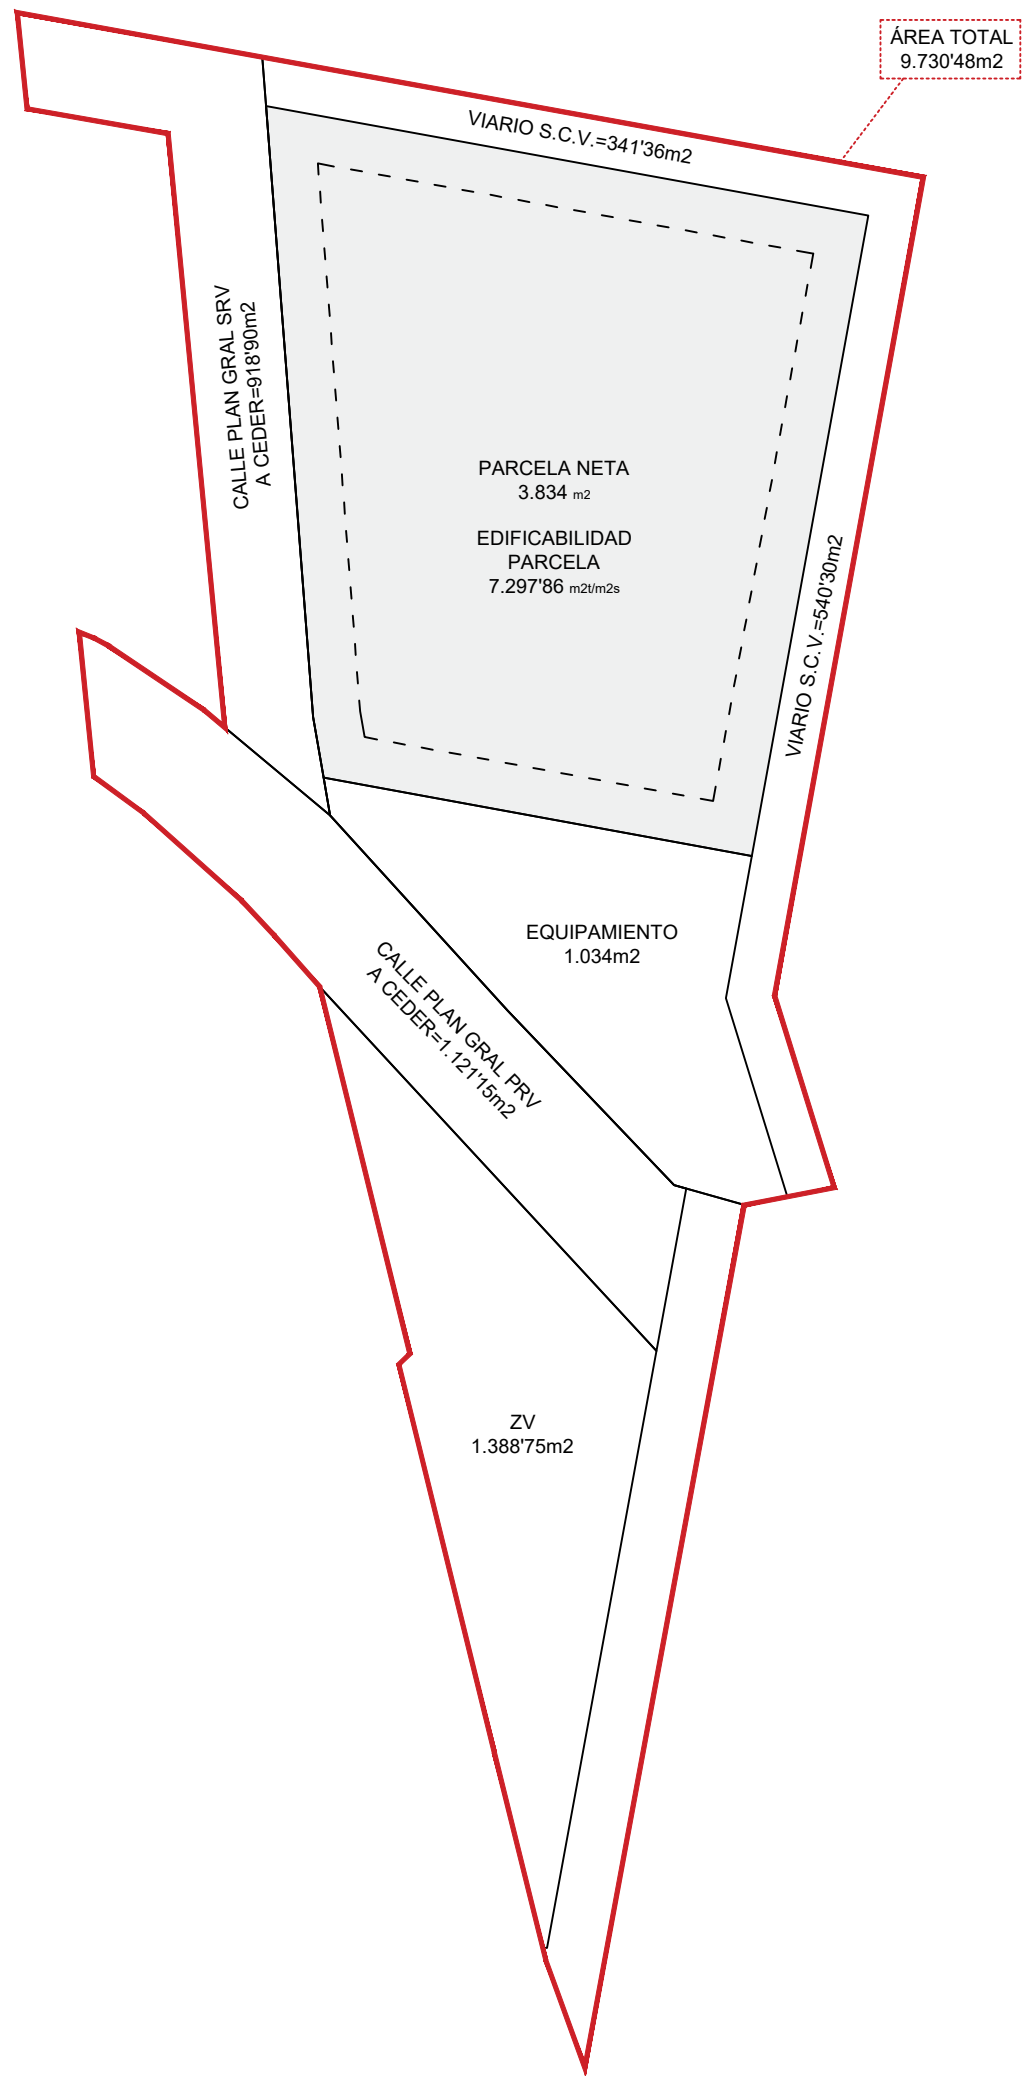 ÁREA TOTAL
9.730'48m2
VIARIO S.C.V.=341'36m2
CALLE PLAN GRAL SRV
A CEDER=918'90m2
PARCELA NETA
3.834 m2
EDIFICABILIDAD
PARCELA
7.297'86 m2t/m2s
VIARIO S.C.V.=540'30m2
EQUIPAMIENTO
1.034m2
CALLE PLAN GRAL PRV
A CEDER=1.121'15m2
ZV
1.388'75m2